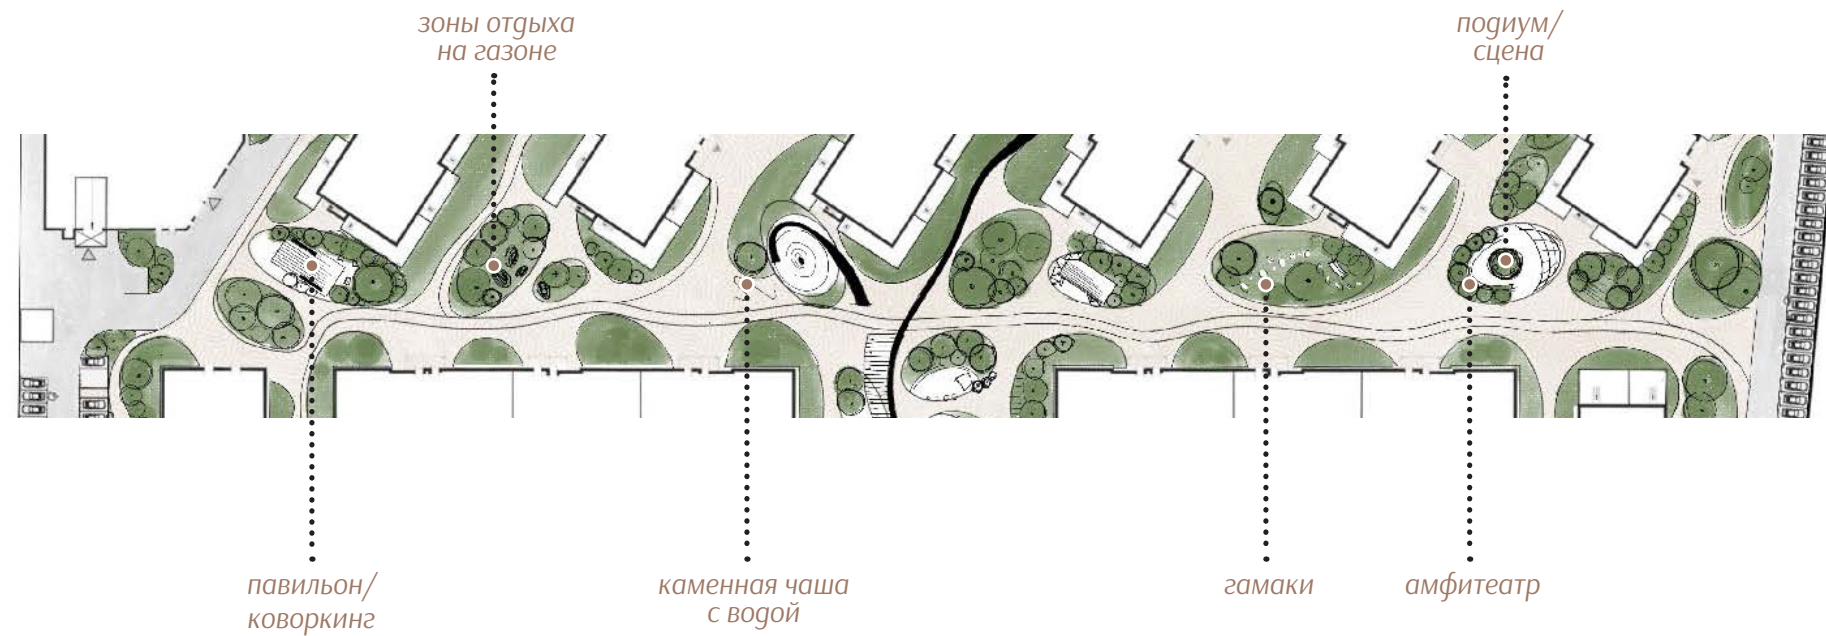 зоны отдыха
на газоне
подиум/
сцена
павильон/
коворкинг
каменная чаша
с водой
гамаки
амфитеатр